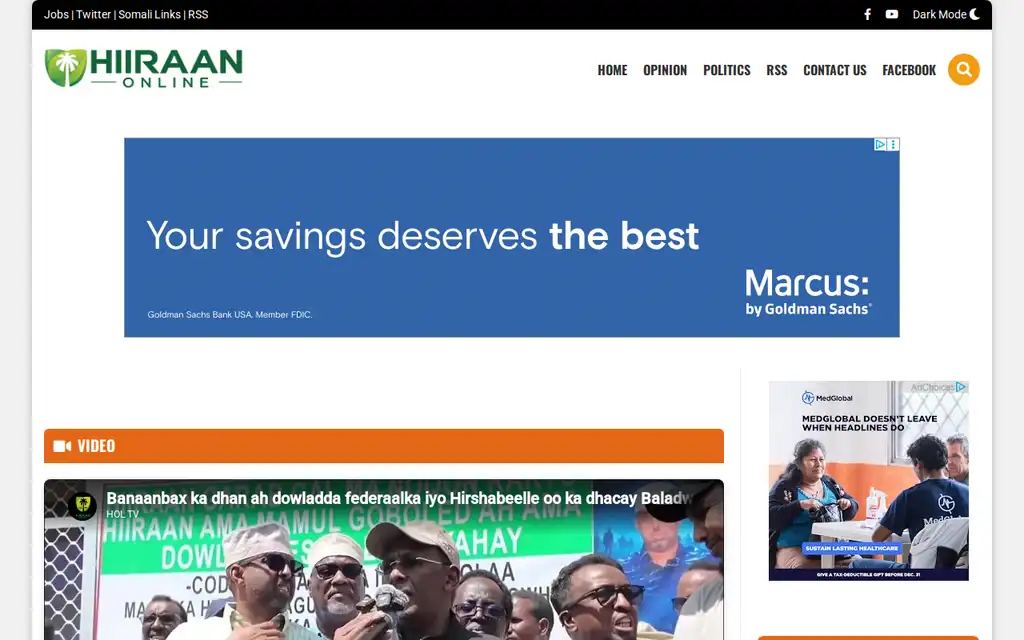 Jobs | Twitter | Somali Links | RSS
Dark Mode
HIIRAAN
ONLINE
HOME OPINION POLITICS RSS CONTACT US FACEBOOK
Your savings deserves the best
Marcus:
by Goldman Sachs®
Goldman Sachs Bank USA. Member FDIC.
AdChoices
MedGlobal
MEDGLOBAL DOESN'T LEAVE
WHEN HEADLINES DO
SUSTAIN LASTING HEALTHCARE
GIVE A TAX-DEDUCTIBLE GIFT BEFORE DEC. 31
VIDEO
Banaanbax ka dhan ah dowladda federaalka iyo Hirshabeelle oo ka dhacay Baladw
HOL TV
HIIRAAN AMA MAMUL GOBOLEED AH AMA